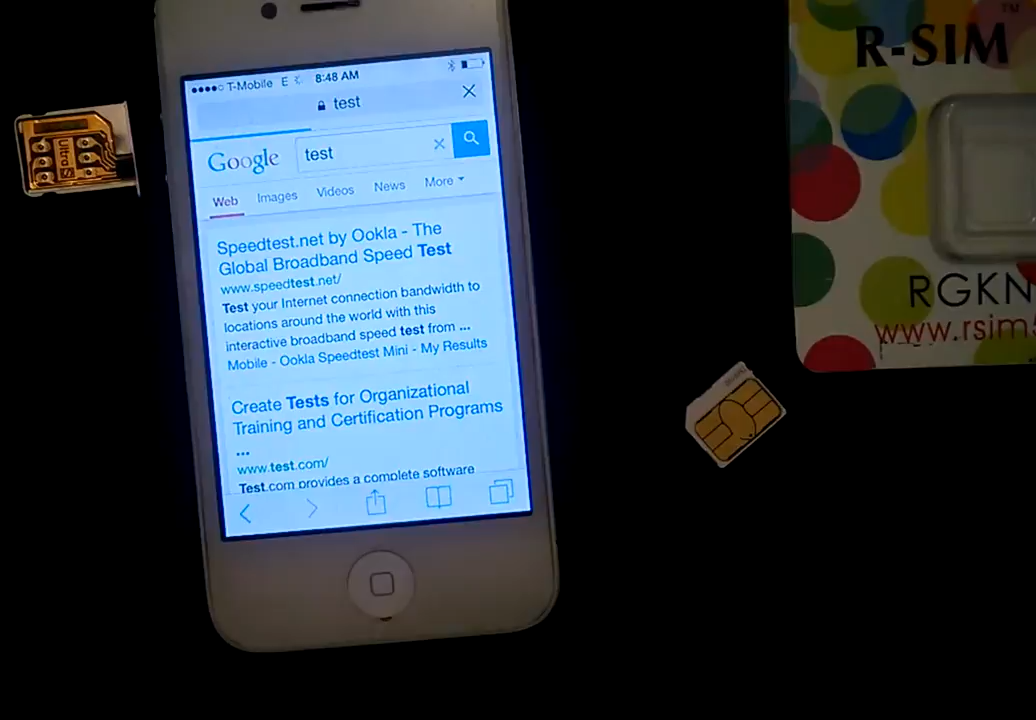 T-Mobile E 8:48 AM
test
Google
test
Web Images Videos News More
Speedtest.net by Ookla - The
Global Broadband Speed Test
www.speedtest.net/
Test your Internet connection bandwidth to
locations around the world with this
interactive broadband speed test from ...
Mobile - Ookla Speedtest Mini - My Results
Create Tests for Organizational
Training and Certification Programs
...
www.test.com/
Test.com provides a complete software
UltraS
R-SIM™
RGKN
www.rsim5